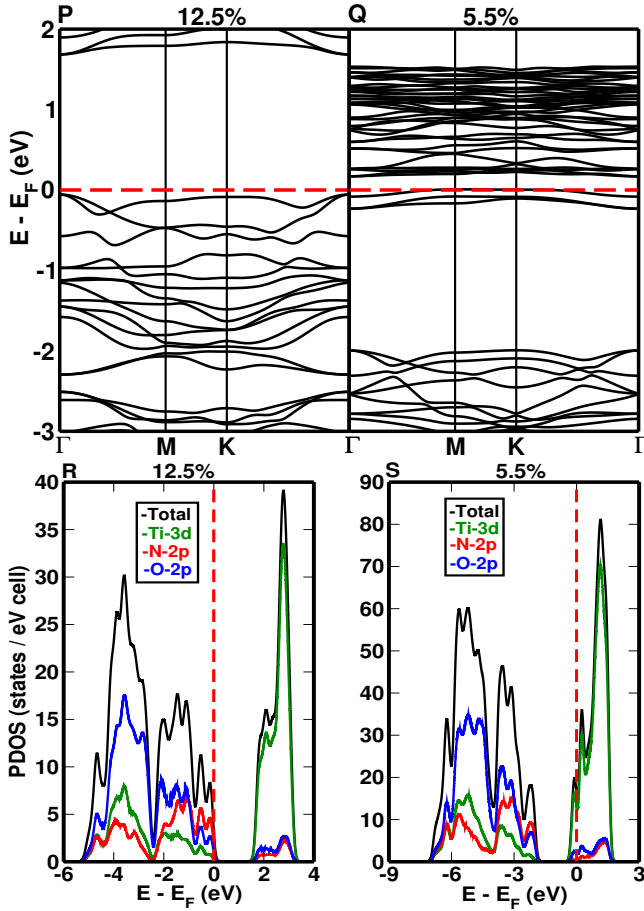 P 12.5% Q 5.5%
2
1
0
-1
-2
-3
E - E_F (eV)
Γ M K Γ M K Γ
R 12.5% S 5.5%
40
35
30
25
20
15
10
5
0
PDOS (states / eV cell)
-Total
-Ti-3d
-N-2p
-O-2p
-6 -4 -2 0 2 4
E - E_F (eV)
90
80
70
60
50
40
30
20
10
0
-Total
-Ti-3d
-N-2p
-O-2p
-9 -6 -3 0 3
E - E_F (eV)